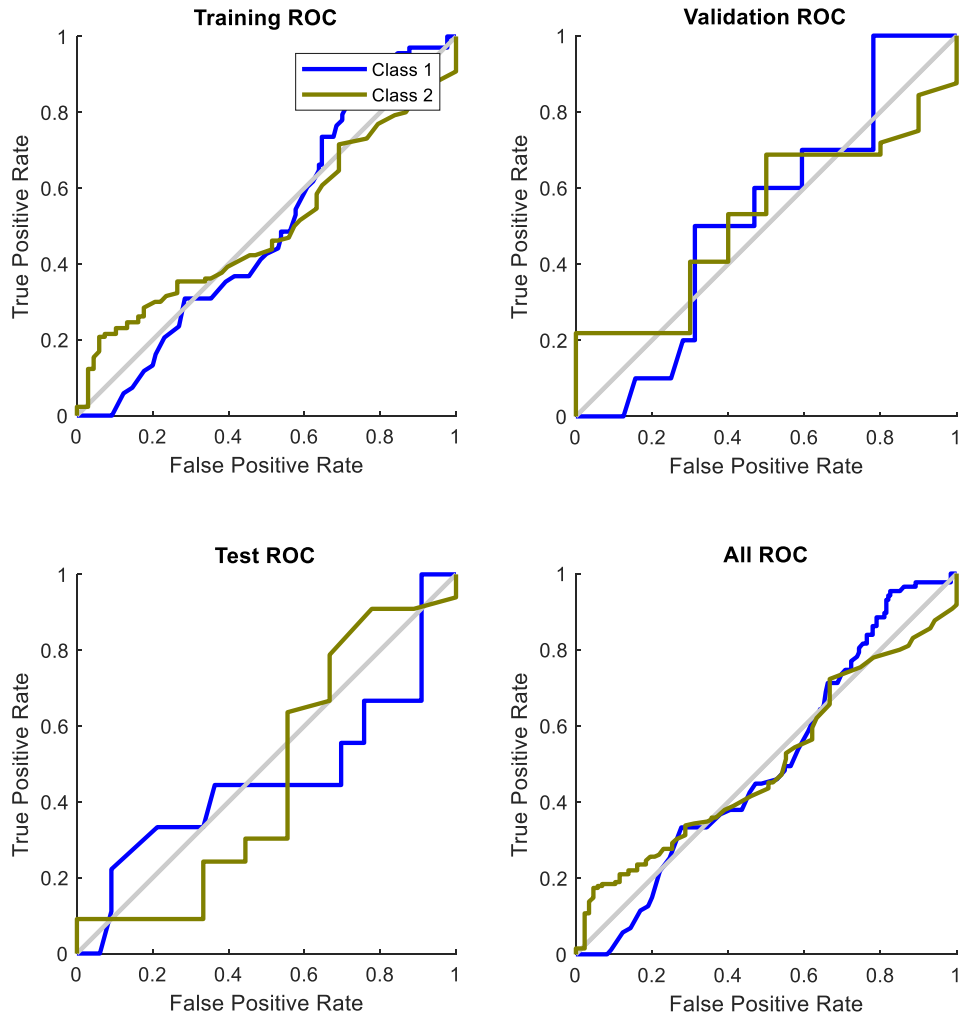 Training ROC
1
0.8
0.6
0.4
0.2
0
True Positive Rate
Class 1
Class 2
0 0.2 0.4 0.6 0.8 1
False Positive Rate
Validation ROC
1
0.8
0.6
0.4
0.2
0
True Positive Rate
0 0.2 0.4 0.6 0.8 1
False Positive Rate
Test ROC
1
0.8
0.6
0.4
0.2
0
True Positive Rate
0 0.2 0.4 0.6 0.8 1
False Positive Rate
All ROC
1
0.8
0.6
0.4
0.2
0
True Positive Rate
0 0.2 0.4 0.6 0.8 1
False Positive Rate